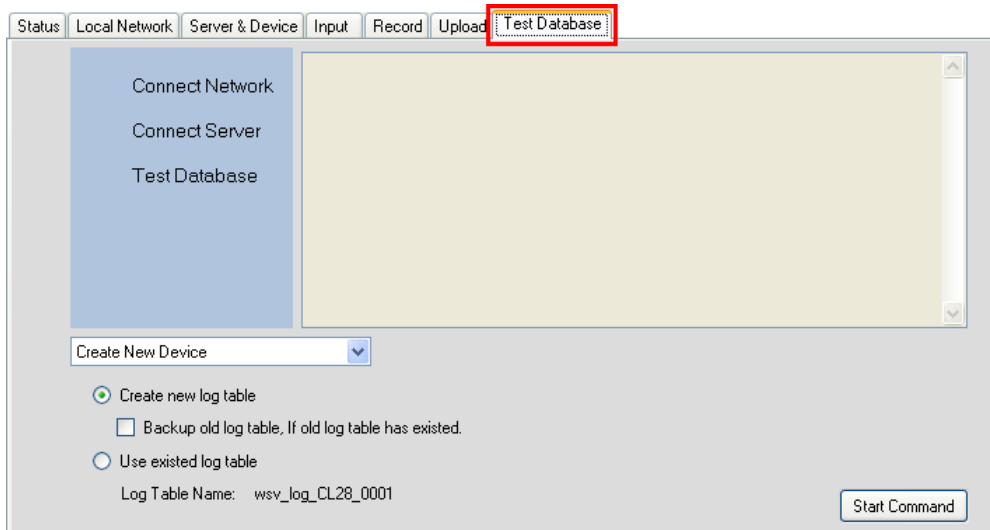 Status Local Network Server & Device Input Record Upload Test Database
Connect Network
Connect Server
Test Database
Create New Device
Create new log table
Backup old log table, If old log table has existed.
Use existed log table
Log Table Name: wsv_log_CL28_0001
Start Command